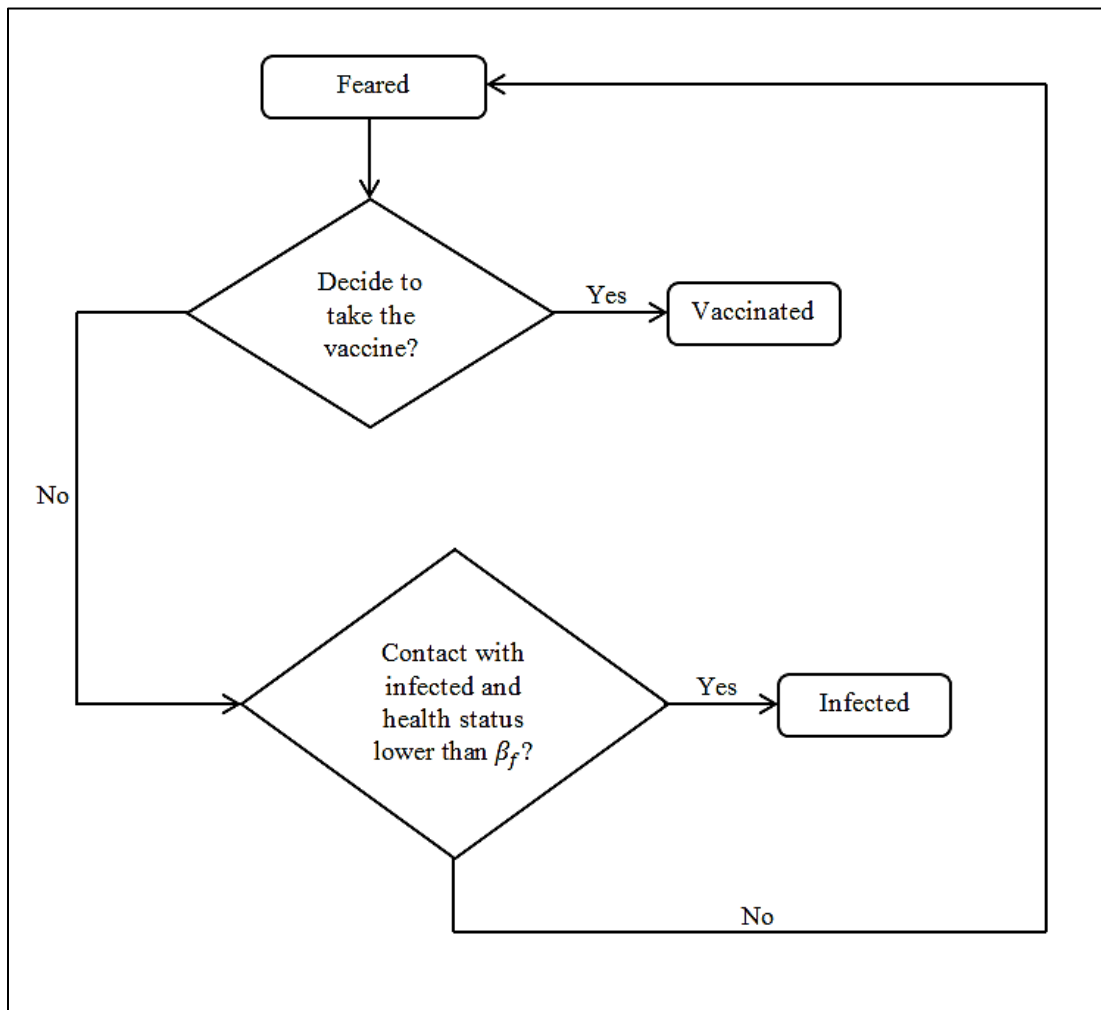 Feared
Decide to
take the
vaccine?
Yes
Vaccinated
No
Contact with
infected and
health status
lower than β_f?
Yes
Infected
No